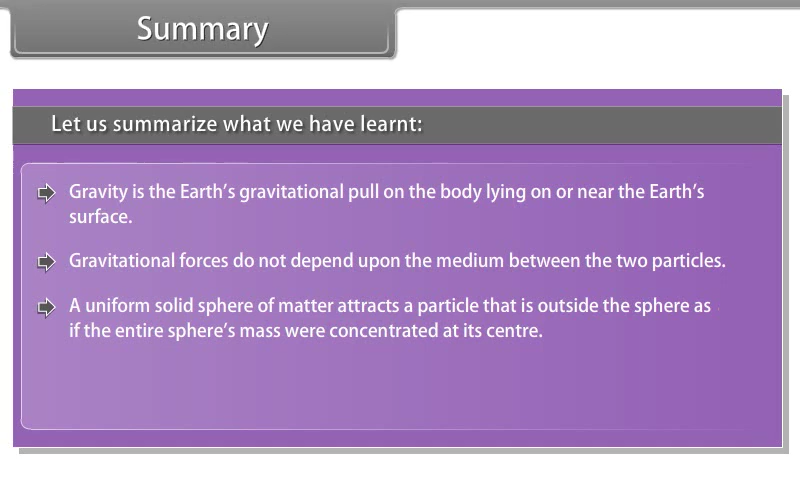 Summary
Let us summarize what we have learnt:
Gravity is the Earth's gravitational pull on the body lying on or near the Earth's
surface.
Gravitational forces do not depend upon the medium between the two particles.
A uniform solid sphere of matter attracts a particle that is outside the sphere as
if the entire sphere's mass were concentrated at its centre.